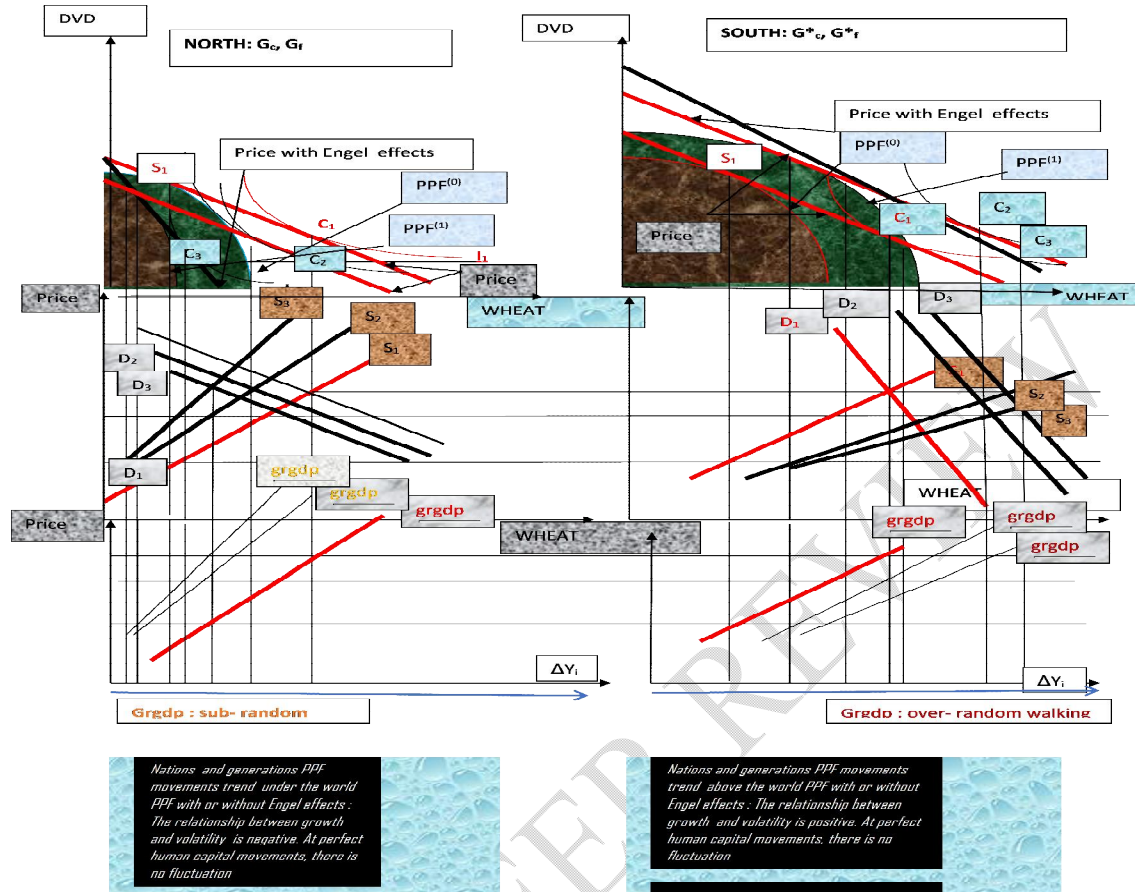 DVD
NORTH: Gc, Gf
DVD
SOUTH: G*c, G*f
Price with Engel effects
S1
PPF(0)
C1
PPF(1)
C3
C2
I1
Price
Price
WHEAT
Price with Engel effects
S1
PPF(0)
PPF(1)
C1
C2
C3
Price
WHEAT
S3
S2
S1
D2
D3
D1
D1
D2
D3
S1
S2
S3
WHEAT
Price
grgdp
grgdp
grgdp
WHEAT
grgdp
grgdp
grgdp
ΔYi
ΔYi
Grgdp : sub- random
Grgdp : over- random walking
Nations and generations PPF
movements trend under the world
PPF with or without Engel effects :
The relationship between growth
and volatility is negative. At perfect
human capital movements, there is
no fluctuation
Nations and generations PPF movements
trend above the world PPF with or without
Engel effects : The relationship between
growth and volatility is positive. At perfect
human capital movements, there is no
fluctuation
REVIEW